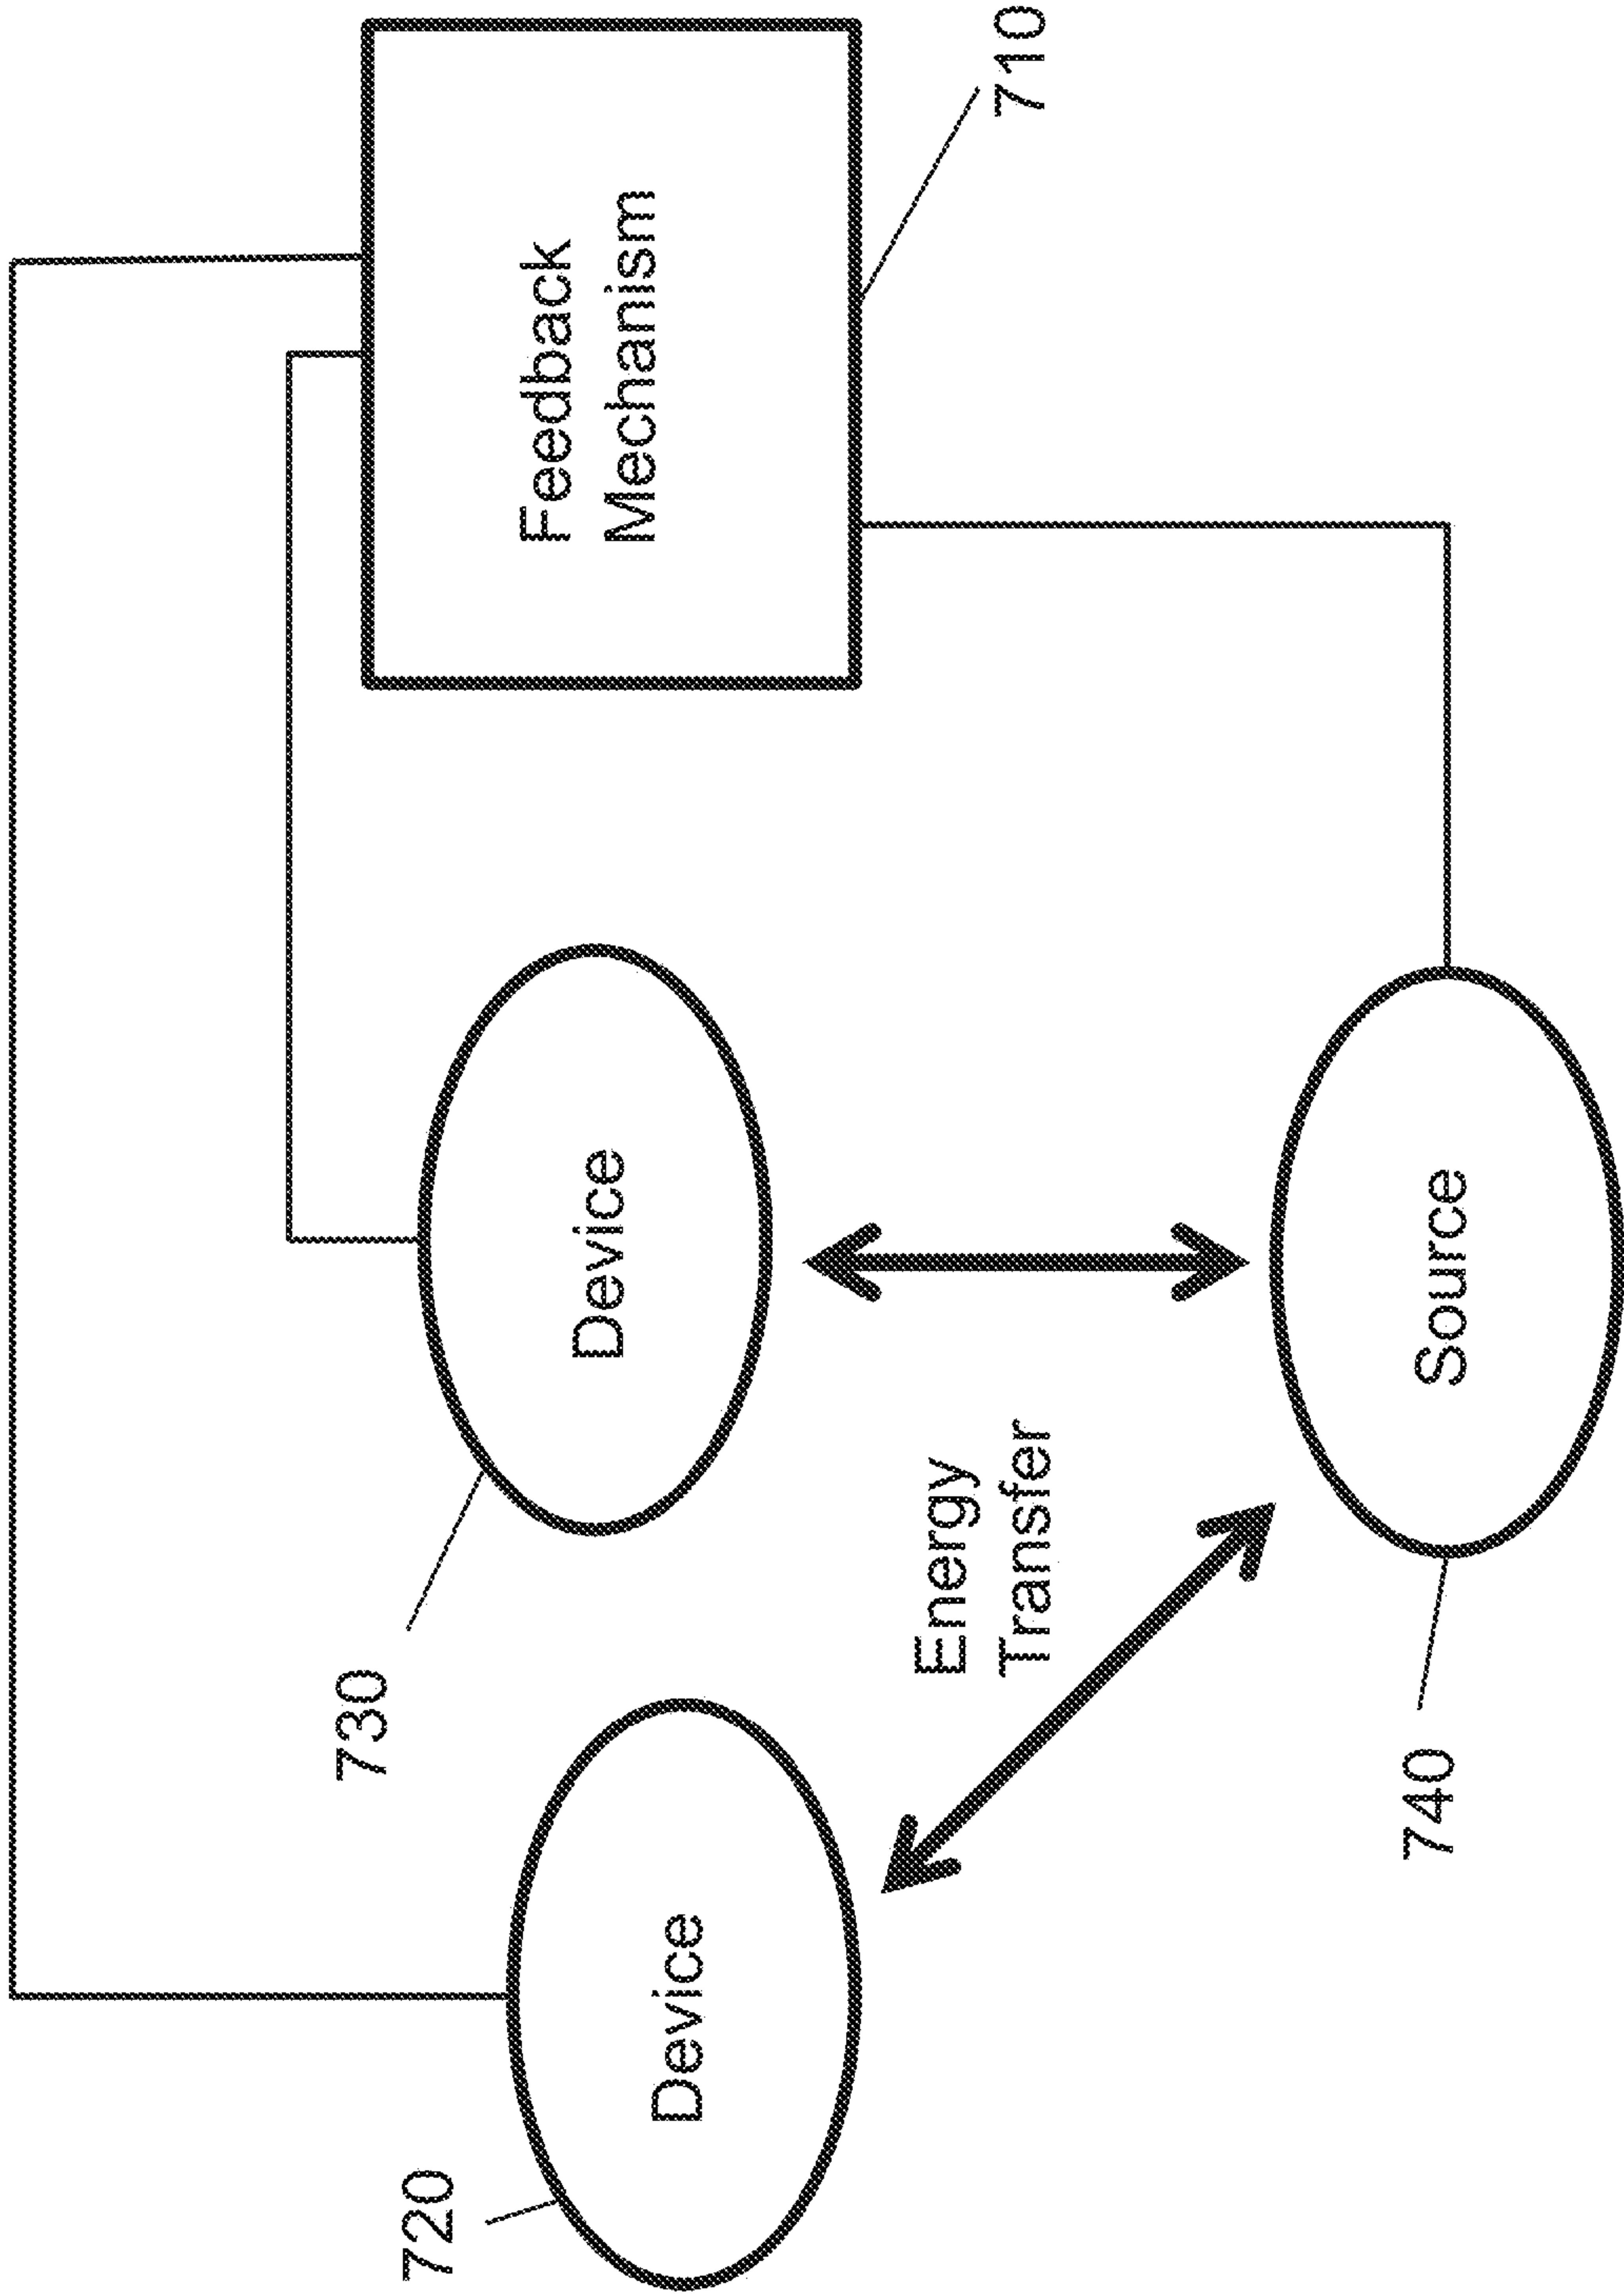 Feedback
Mechanism
710
730
Device
720
Device
Energy
Transfer
Source
740